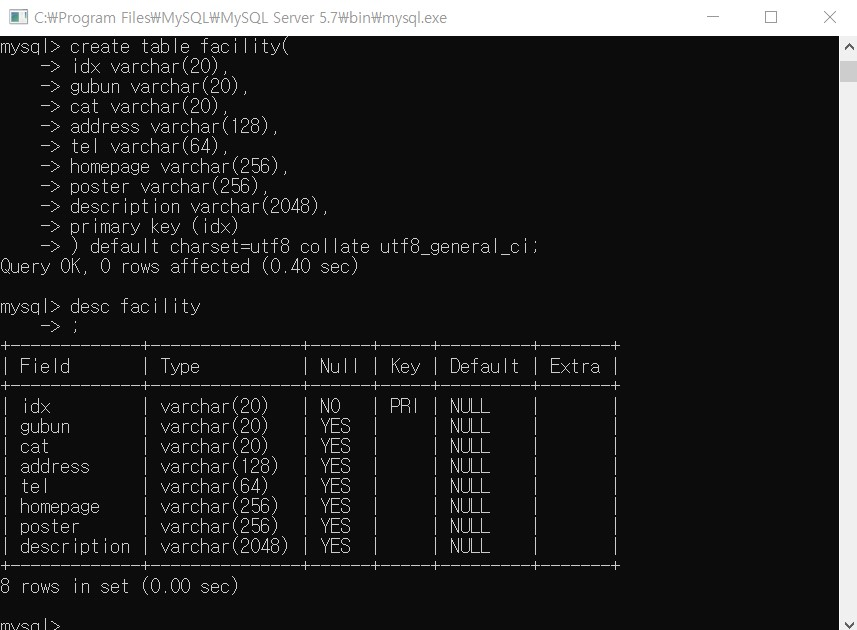 C:₩Program Files₩MySQL₩MySQL Server 5.7₩bin₩mysql.exe
mysql> create table facility(
    -> idx varchar(20),
    -> gubun varchar(20),
    -> cat varchar(20),
    -> address varchar(128),
    -> tel varchar(64),
    -> homepage varchar(256),
    -> poster varchar(256),
    -> description varchar(2048),
    -> primary key (idx)
    -> ) default charset=utf8 collate utf8_general_ci;
Query OK, 0 rows affected (0.40 sec)
mysql> desc facility
    -> ;
+-------------+---------------+------+-----+---------+-------+
| Field       | Type          | Null | Key | Default | Extra |
+-------------+---------------+------+-----+---------+-------+
| idx         | varchar(20)   | NO   | PRI | NULL    |       |
| gubun       | varchar(20)   | YES  |     | NULL    |       |
| cat         | varchar(20)   | YES  |     | NULL    |       |
| address     | varchar(128)  | YES  |     | NULL    |       |
| tel         | varchar(64)   | YES  |     | NULL    |       |
| homepage    | varchar(256)  | YES  |     | NULL    |       |
| poster      | varchar(256)  | YES  |     | NULL    |       |
| description | varchar(2048) | YES  |     | NULL    |       |
+-------------+---------------+------+-----+---------+-------+
8 rows in set (0.00 sec)
mysql>